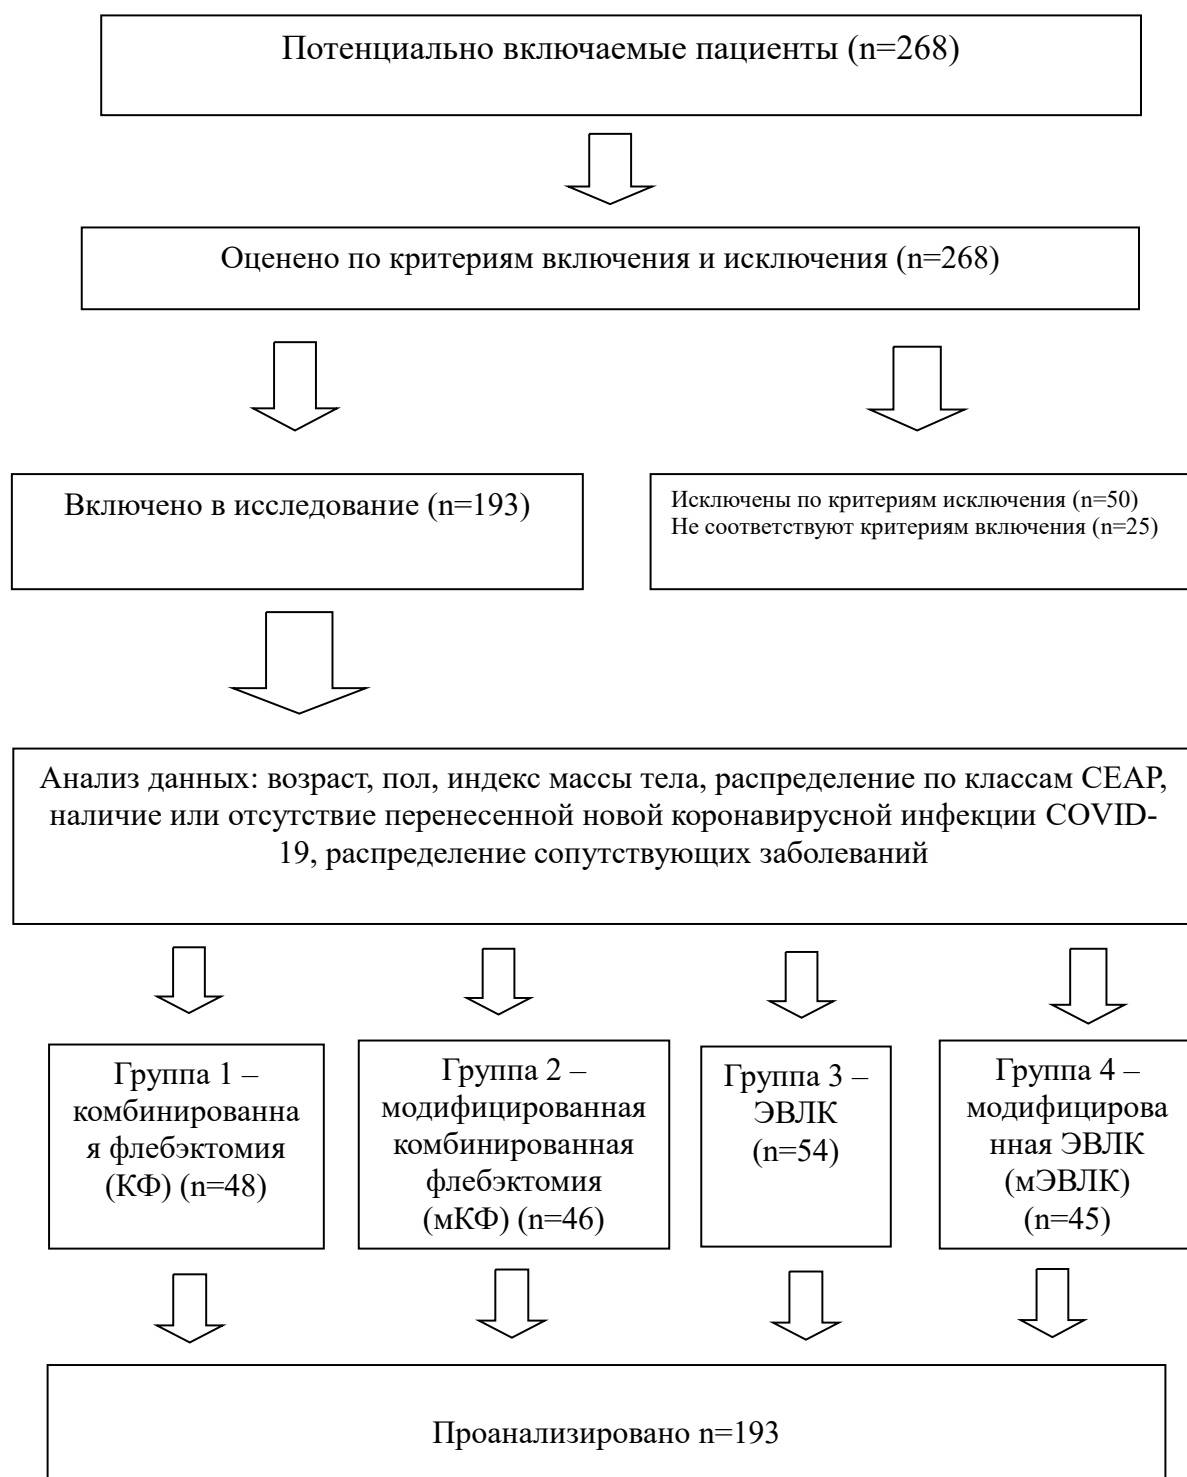 Потенциально включаемые пациенты (n=268)
Оценено по критериям включения и исключения (n=268)
Включено в исследование (n=193)
Исключены по критериям исключения (n=50)
Не соответствуют критериям включения (n=25)
Анализ данных: возраст, пол, индекс массы тела, распределение по классам CEAP,
наличие или отсутствие перенесенной новой коронавирусной инфекции COVID-
19, распределение сопутствующих заболеваний
Группа 1 –
комбинированна
я флебэктомия
(КФ) (n=48)
Группа 2 –
модифицированная
комбинированная
флебэктомия
(мКФ) (n=46)
Группа 3 –
ЭВЛК
(n=54)
Группа 4 –
модифицирова
нная ЭВЛК
(мЭВЛК)
(n=45)
Проанализировано n=193